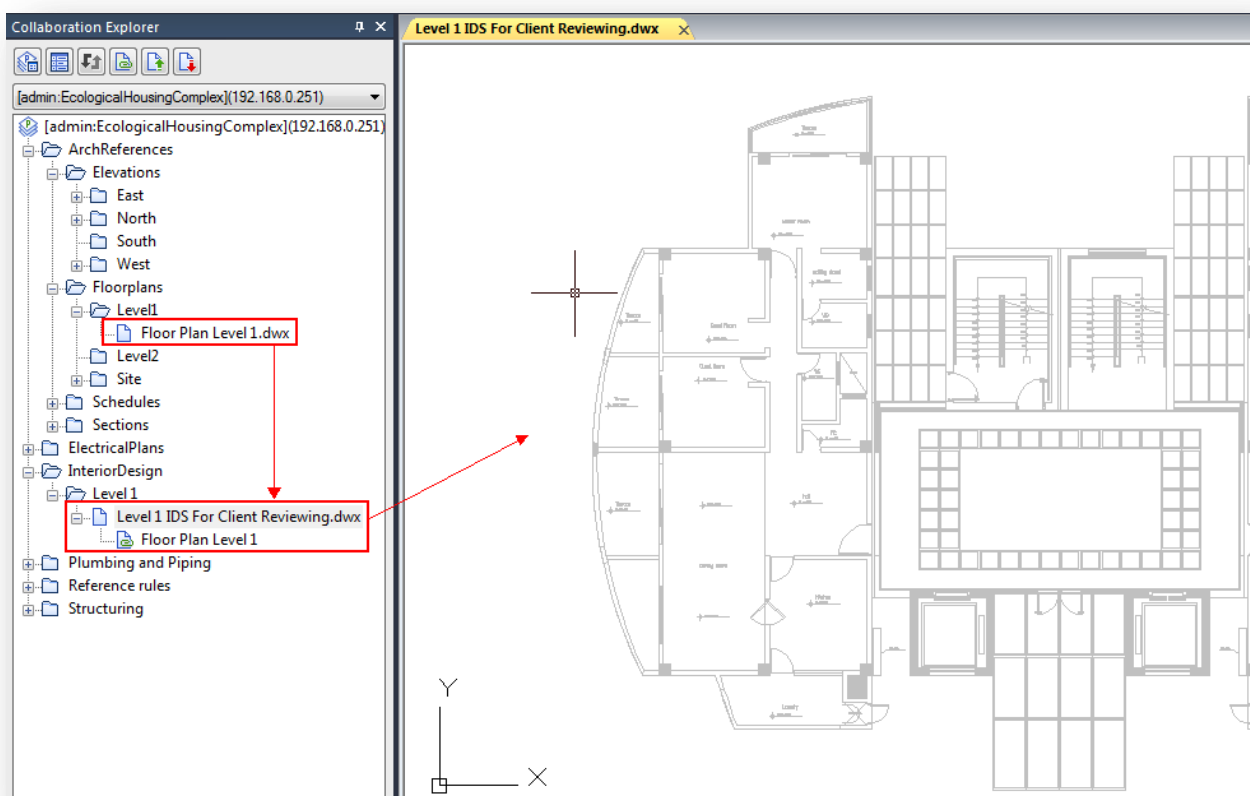 Collaboration Explorer
Level 1 IDS For Client Reviewing.dwx
[admin:EcologicalHousingComplex](192.168.0.251)
[admin:EcologicalHousingComplex](192.168.0.251)
ArchReferences
Elevations
East
North
South
West
Floorplans
Level1
Floor Plan Level 1.dwx
Level2
Site
Schedules
Sections
ElectricalPlans
InteriorDesign
Level 1
Level 1 IDS For Client Reviewing.dwx
Floor Plan Level 1
Plumbing and Piping
Reference rules
Structuring
Y
X